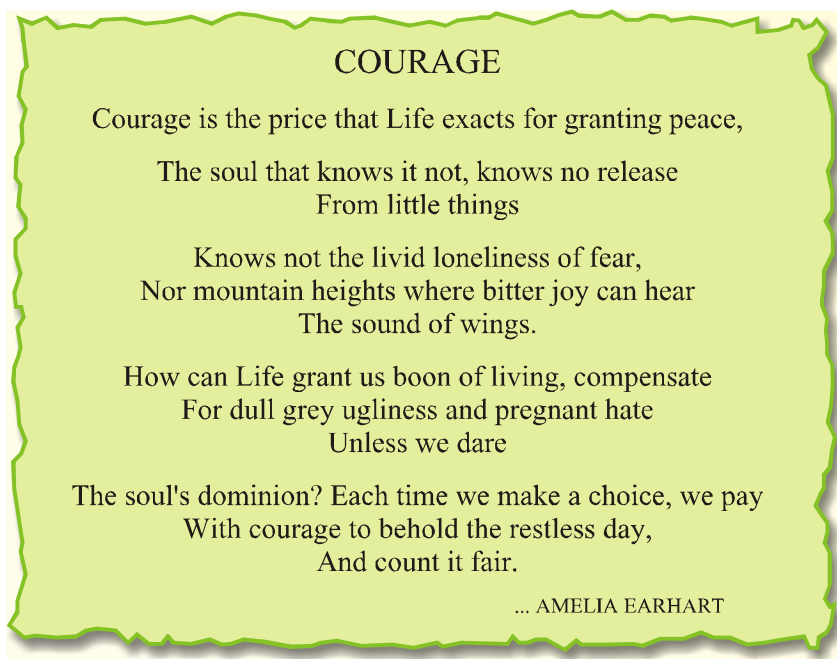 COURAGE
Courage is the price that Life exacts for granting peace,
The soul that knows it not, knows no release
From little things
Knows not the livid loneliness of fear,
Nor mountain heights where bitter joy can hear
The sound of wings.
How can Life grant us boon of living, compensate
For dull grey ugliness and pregnant hate
Unless we dare
The soul's dominion? Each time we make a choice, we pay
With courage to behold the restless day,
And count it fair.
... AMELIA EARHART